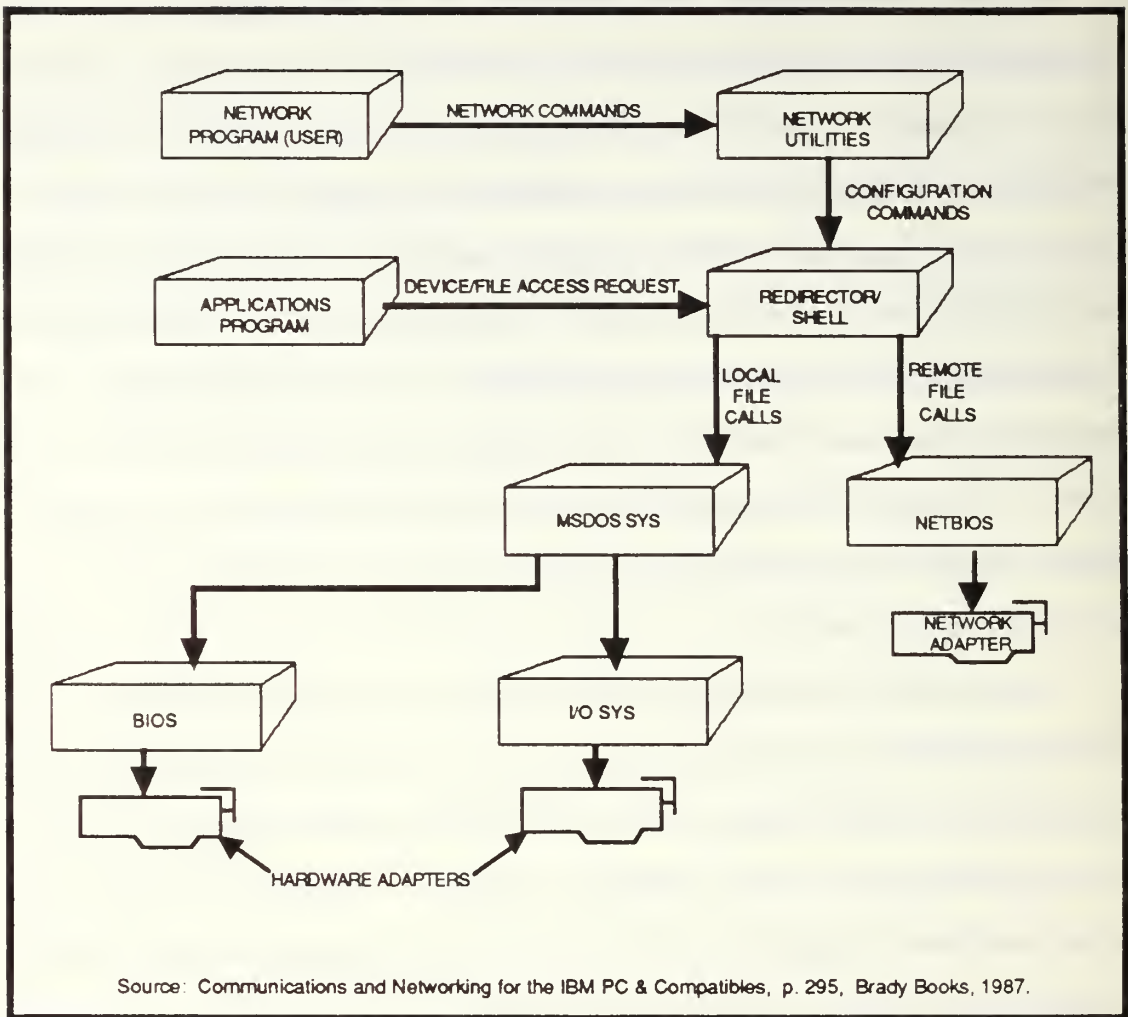 NETWORK
PROGRAM (USER)
NETWORK COMMANDS
NETWORK
UTILITIES
CONFIGURATION
COMMANDS
APPLICATIONS
PROGRAM
DEVICE/FILE ACCESS REQUEST
REDIRECTOR/
SHELL
LOCAL
FILE
CALLS
REMOTE
FILE
CALLS
MSDOS SYS
NETBIOS
NETWORK
ADAPTER
BIOS
I/O SYS
HARDWARE ADAPTERS
Source: Communications and Networking for the IBM PC & Compatibles, p. 295, Brady Books, 1987.